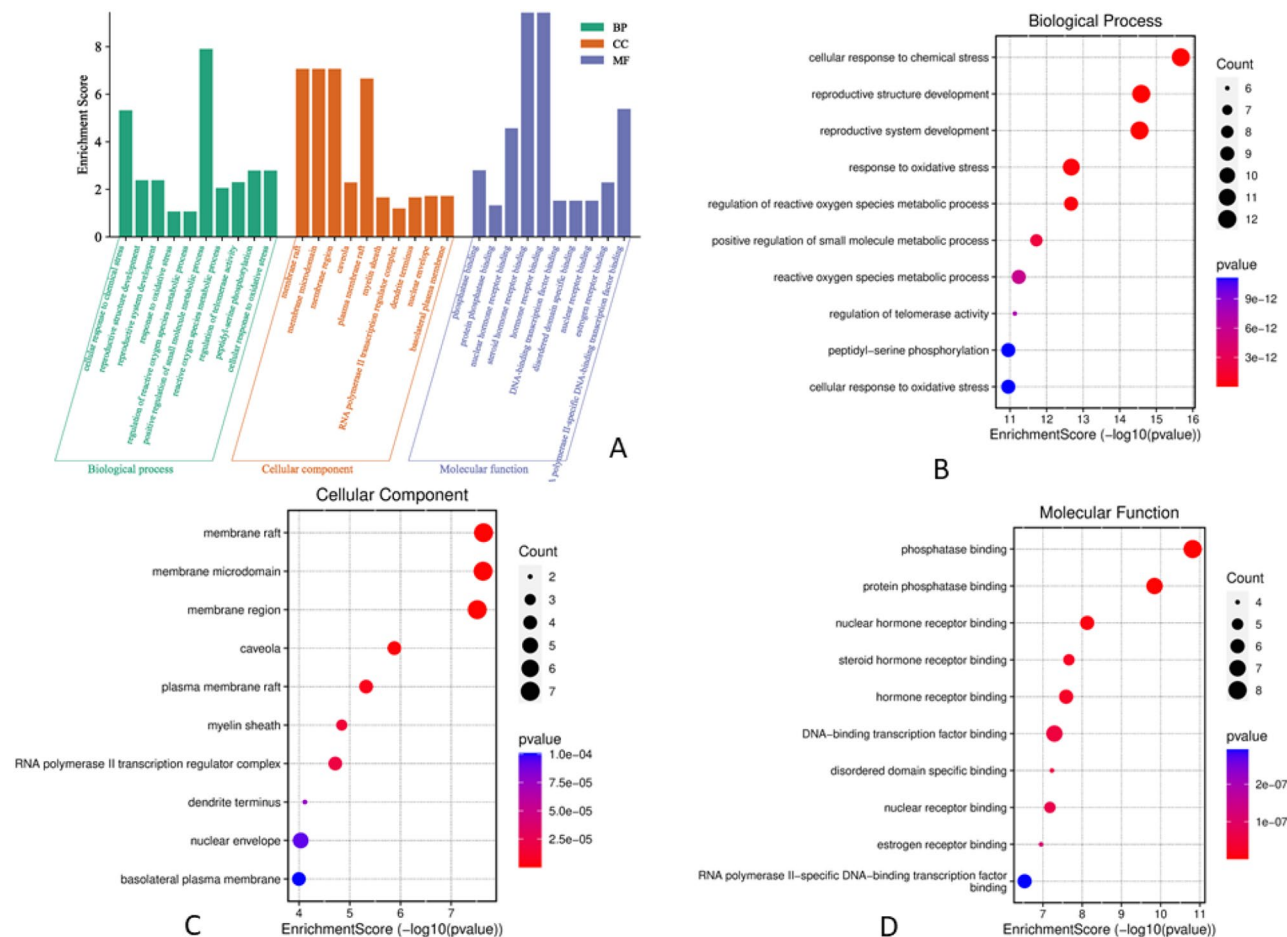 BP
CC
MF
Enrichment Score
8
6
4
2
0
cellular response to chemical stress
reproductive structure development
reproductive system development
response to oxidative stress
regulation of reactive oxygen species metabolic process
positive regulation of small molecule metabolic process
reactive oxygen species metabolic process
regulation of telomerase activity
peptidyl-serine phosphorylation
cellular response to oxidative stress
membrane raft
membrane microdomain
membrane region
caveola
plasma membrane raft
myelin sheath
RNA polymerase II transcription regulator complex
dendrite terminus
nuclear envelope
basolateral plasma membrane
phosphatase binding
protein phosphatase binding
nuclear hormone receptor binding
steroid hormone receptor binding
hormone receptor binding
DNA-binding transcription factor binding
disordered domain specific binding
nuclear receptor binding
estrogen receptor binding
polymerase II-specific DNA-binding transcription factor binding
Biological process
Cellular component
Molecular function
A
Biological Process
cellular response to chemical stress
reproductive structure development
reproductive system development
response to oxidative stress
regulation of reactive oxygen species metabolic process
positive regulation of small molecule metabolic process
reactive oxygen species metabolic process
regulation of telomerase activity
peptidyl-serine phosphorylation
cellular response to oxidative stress
11 12 13 14 15 16
EnrichmentScore (-log10(pvalue))
Count
6
7
8
9
10
11
12
pvalue
9e-12
6e-12
3e-12
B
Cellular Component
membrane raft
membrane microdomain
membrane region
caveola
plasma membrane raft
myelin sheath
RNA polymerase II transcription regulator complex
dendrite terminus
nuclear envelope
basolateral plasma membrane
4 5 6 7
EnrichmentScore (-log10(pvalue))
Count
2
3
4
5
6
7
pvalue
1.0e-04
7.5e-05
5.0e-05
2.5e-05
C
Molecular Function
phosphatase binding
protein phosphatase binding
nuclear hormone receptor binding
steroid hormone receptor binding
hormone receptor binding
DNA-binding transcription factor binding
disordered domain specific binding
nuclear receptor binding
estrogen receptor binding
RNA polymerase II-specific DNA-binding transcription factor
binding
7 8 9 10 11
EnrichmentScore (-log10(pvalue))
Count
4
5
6
7
8
pvalue
2e-07
1e-07
D